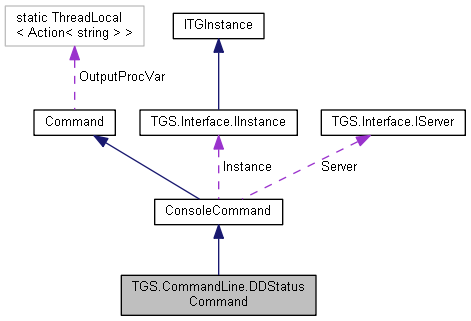 static ThreadLocal
< Action< string > >
ITGInstance
OutputProcVar
Command
TGS.Interface.IInstance
TGS.Interface.IServer
Instance
Server
ConsoleCommand
TGS.CommandLine.DDStatus
Command